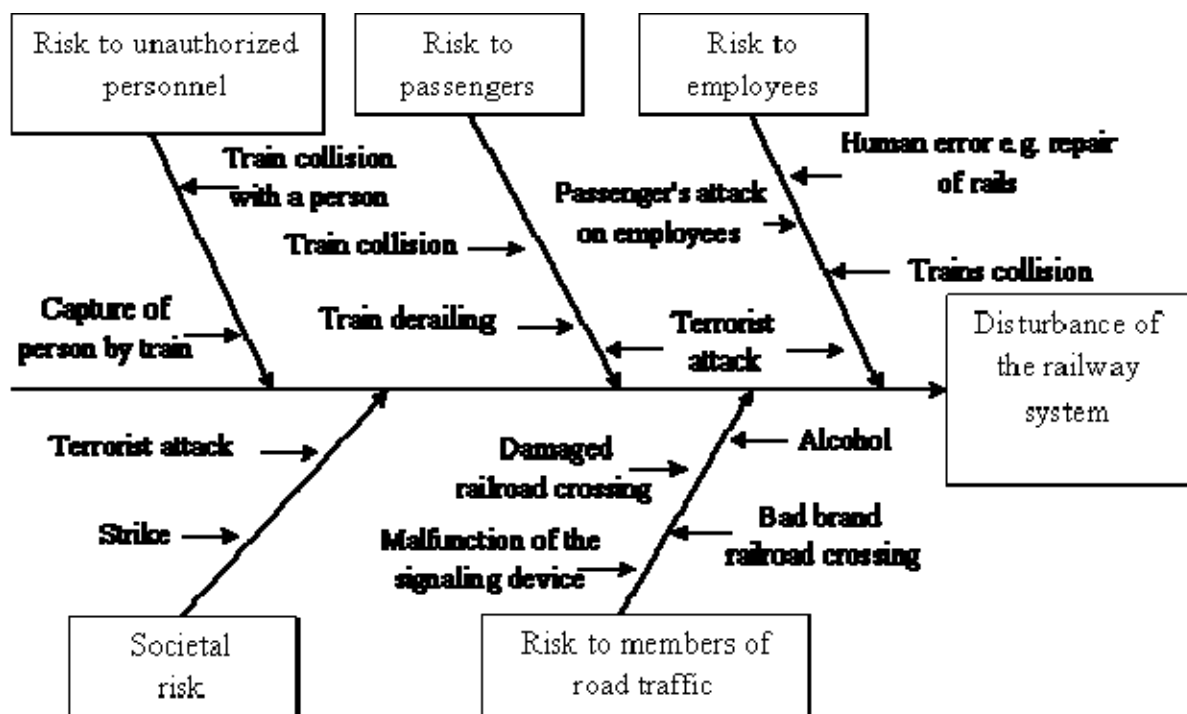 Risk to unauthorized
personnel
Risk to
passengers
Risk to
employees
Train collision
with a person
Human error e.g. repair
of rails
Passenger's attack
on employees
Train collision
Trains collision
Capture of
person by train
Train derailing
Terrorist
attack
Disturbance of
the railway
system
Terrorist attack
Damaged
railroad crossing
Alcohol
Strike
Malfunction of the
signaling device
Bad brand
railroad crossing
Societal
risk
Risk to members of
road traffic